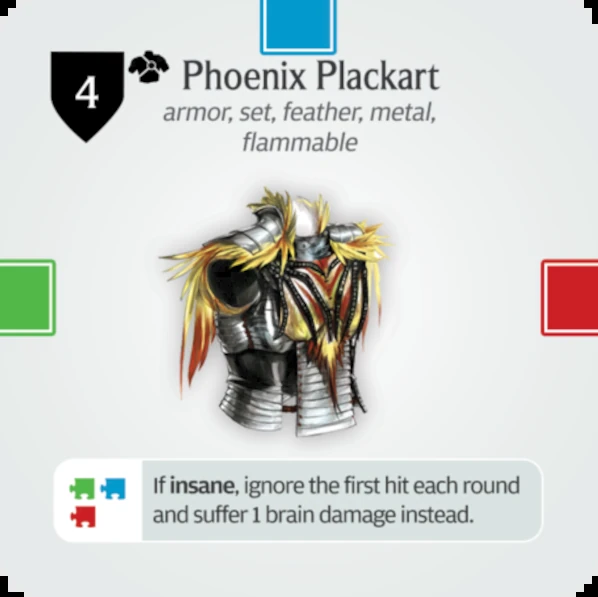 4
Phoenix Plackart
armor, set, feather, metal,
flammable
If insane, ignore the first hit each round
and suffer 1 brain damage instead.